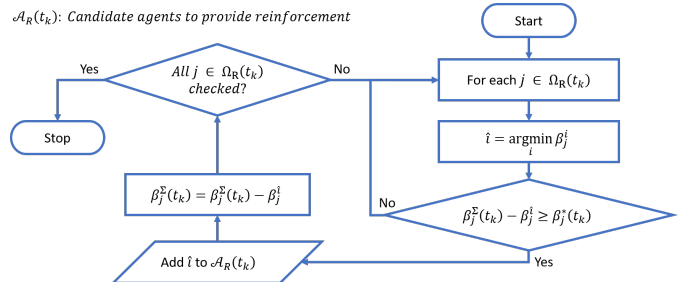 𝒜_R(t_k): Candidate agents to provide reinforcement
Start
Yes
All j ∈ Ω_R(t_k)
checked?
No
For each j ∈ Ω_R(t_k)
Stop
î = argmin β_j^i
i
β_j^Σ(t_k) = β_j^Σ(t_k) − β_j^î
No
β_j^Σ(t_k) − β_j^î ≥ β_j^*(t_k)
Add î to 𝒜_R(t_k)
Yes